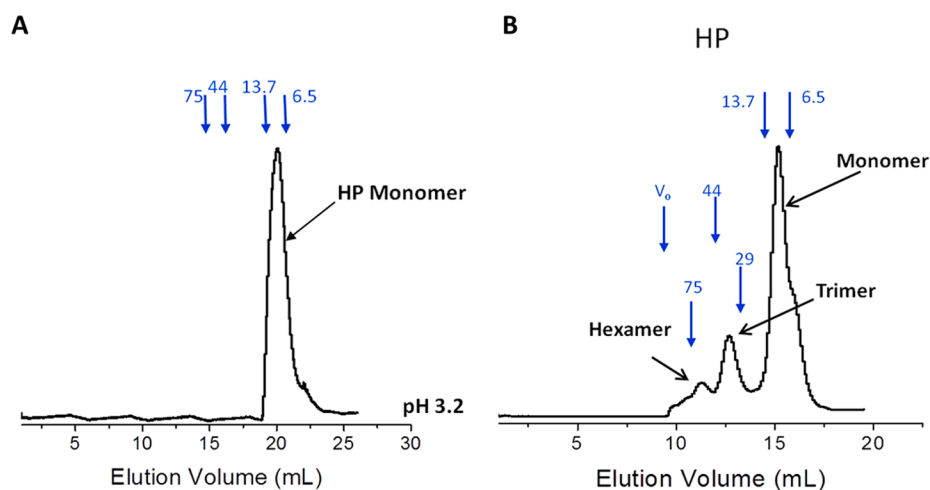 A
75
44
13.7
6.5
HP Monomer
pH 3.2
5
10
15
20
25
30
Elution Volume (mL)
B
HP
13.7
6.5
Monomer
Vo
44
29
75
Trimer
Hexamer
5
10
15
20
Elution Volume (mL)